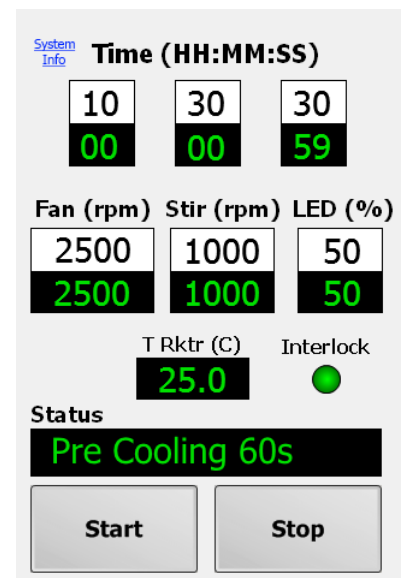 System
Info
Time (HH:MM:SS)
10 30 30
00 00 59
Fan (rpm) Stir (rpm) LED (%)
2500 1000 50
2500 1000 50
T Rktr (C) Interlock
25.0
Status
Pre Cooling 60s
Start Stop